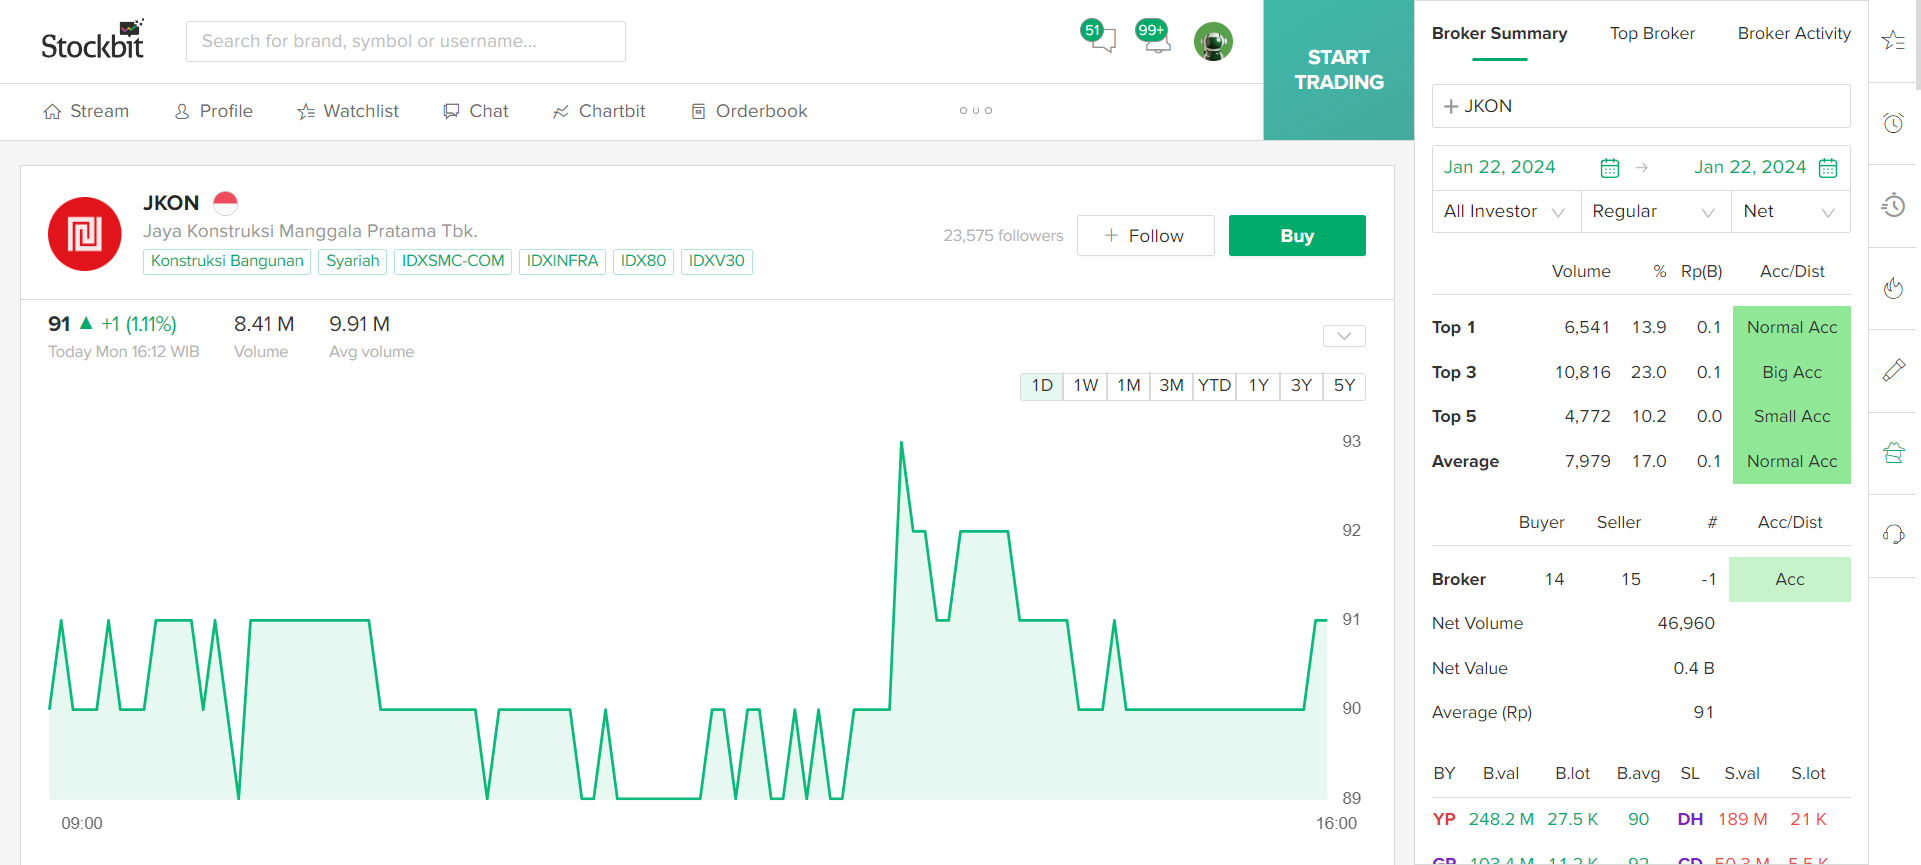 Stockbit
Search for brand, symbol or username...
51
99+
START
TRADING
Stream
Profile
Watchlist
Chat
Chartbit
Orderbook
JKON
Jaya Konstruksi Manggala Pratama Tbk.
Konstruksi Bangunan
Syariah
IDXSMC-COM
IDXINFRA
IDX80
IDXV30
23,575 followers
+ Follow
Buy
91 ▲ +1 (1.11%)
Today Mon 16:12 WIB
8.41 M
Volume
9.91 M
Avg volume
1D 1W 1M 3M YTD 1Y 3Y 5Y
93
92
91
90
89
09:00
16:00
Broker Summary
Top Broker
Broker Activity
+ JKON
Jan 22, 2024 → Jan 22, 2024
All Investor
Regular
Net
Volume % Rp(B) Acc/Dist
Top 1 6,541 13.9 0.1 Normal Acc
Top 3 10,816 23.0 0.1 Big Acc
Top 5 4,772 10.2 0.0 Small Acc
Average 7,979 17.0 0.1 Normal Acc
Buyer Seller # Acc/Dist
Broker 14 15 -1 Acc
Net Volume 46,960
Net Value 0.4 B
Average (Rp) 91
BY B.val B.lot B.avg SL S.val S.lot
YP 248.2 M 27.5 K 90 DH 189 M 21 K